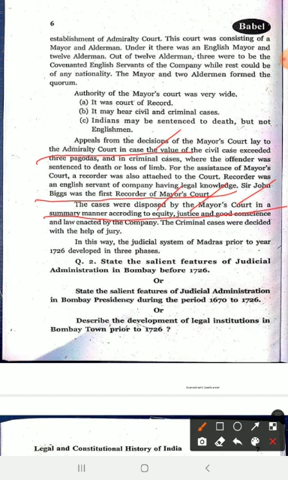 6
Babel
establishment of Admiralty Court. This court was consisting of a
Mayor and Alderman. Under it there was an English Mayor and
twelve Alderman. Out of twelve Alderman, three were to be the
Covenanted English Servants of the Company while rest could be
of any nationality. The Mayor and two Aldermen formed the
quorum.
Authority of the Mayor's court was very wide.
(a) It was court of Record.
(b) It may hear civil and criminal cases.
(c) Indians may be sentenced to death, but not
Englishmen.
Appeals from the decisions of the Mayor's Court lay to
the Admiralty Court in case the value of the civil case exceeded
three pagodas, and in criminal cases, where the offender was
sentenced to death or loss of limb. For the assistance of Mayor's
Court, a recorder was also attached to the Court. Recorder was
an English servant of company having legal knowledge. Sir John
Biggs was the first Recorder of Mayor's Court.
The cases were disposed by the Mayor's Court in a
summary manner accroding to equity, justice and good conscience
and law enacted by the Company. The Criminal cases were decided
with the help of jury.
In this way, the judicial system of Madras prior to year
1726 developed in three phases.
Q. 2. State the salient features of Judicial
Administration in Bombay before 1726.
Or
State the salient features of Judicial Administration
in Bombay Presidency during the period 1670 to 1726.
Or
Describe the development of legal institutions in
Bombay Town prior to 1726 ?
Legal and Constitutional History of India